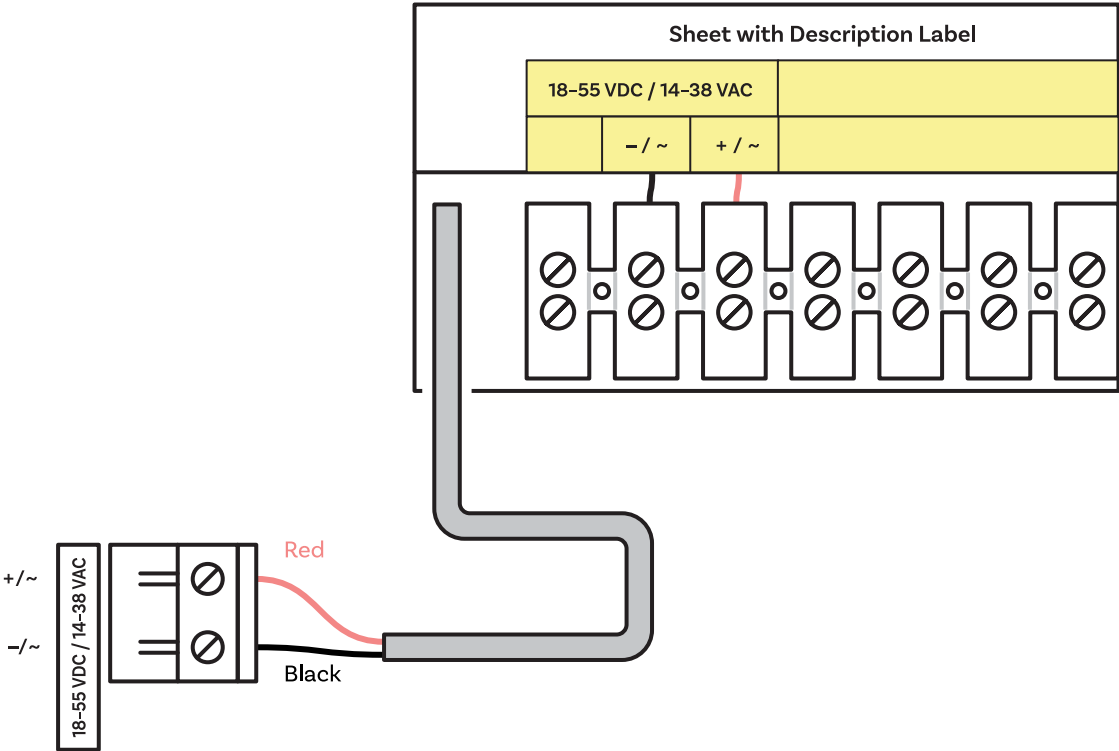 Sheet with Description Label
18–55 VDC / 14–38 VAC
– / ~
+ / ~
Red
+/~
–/~
18–55 VDC / 14–38 VAC
Black